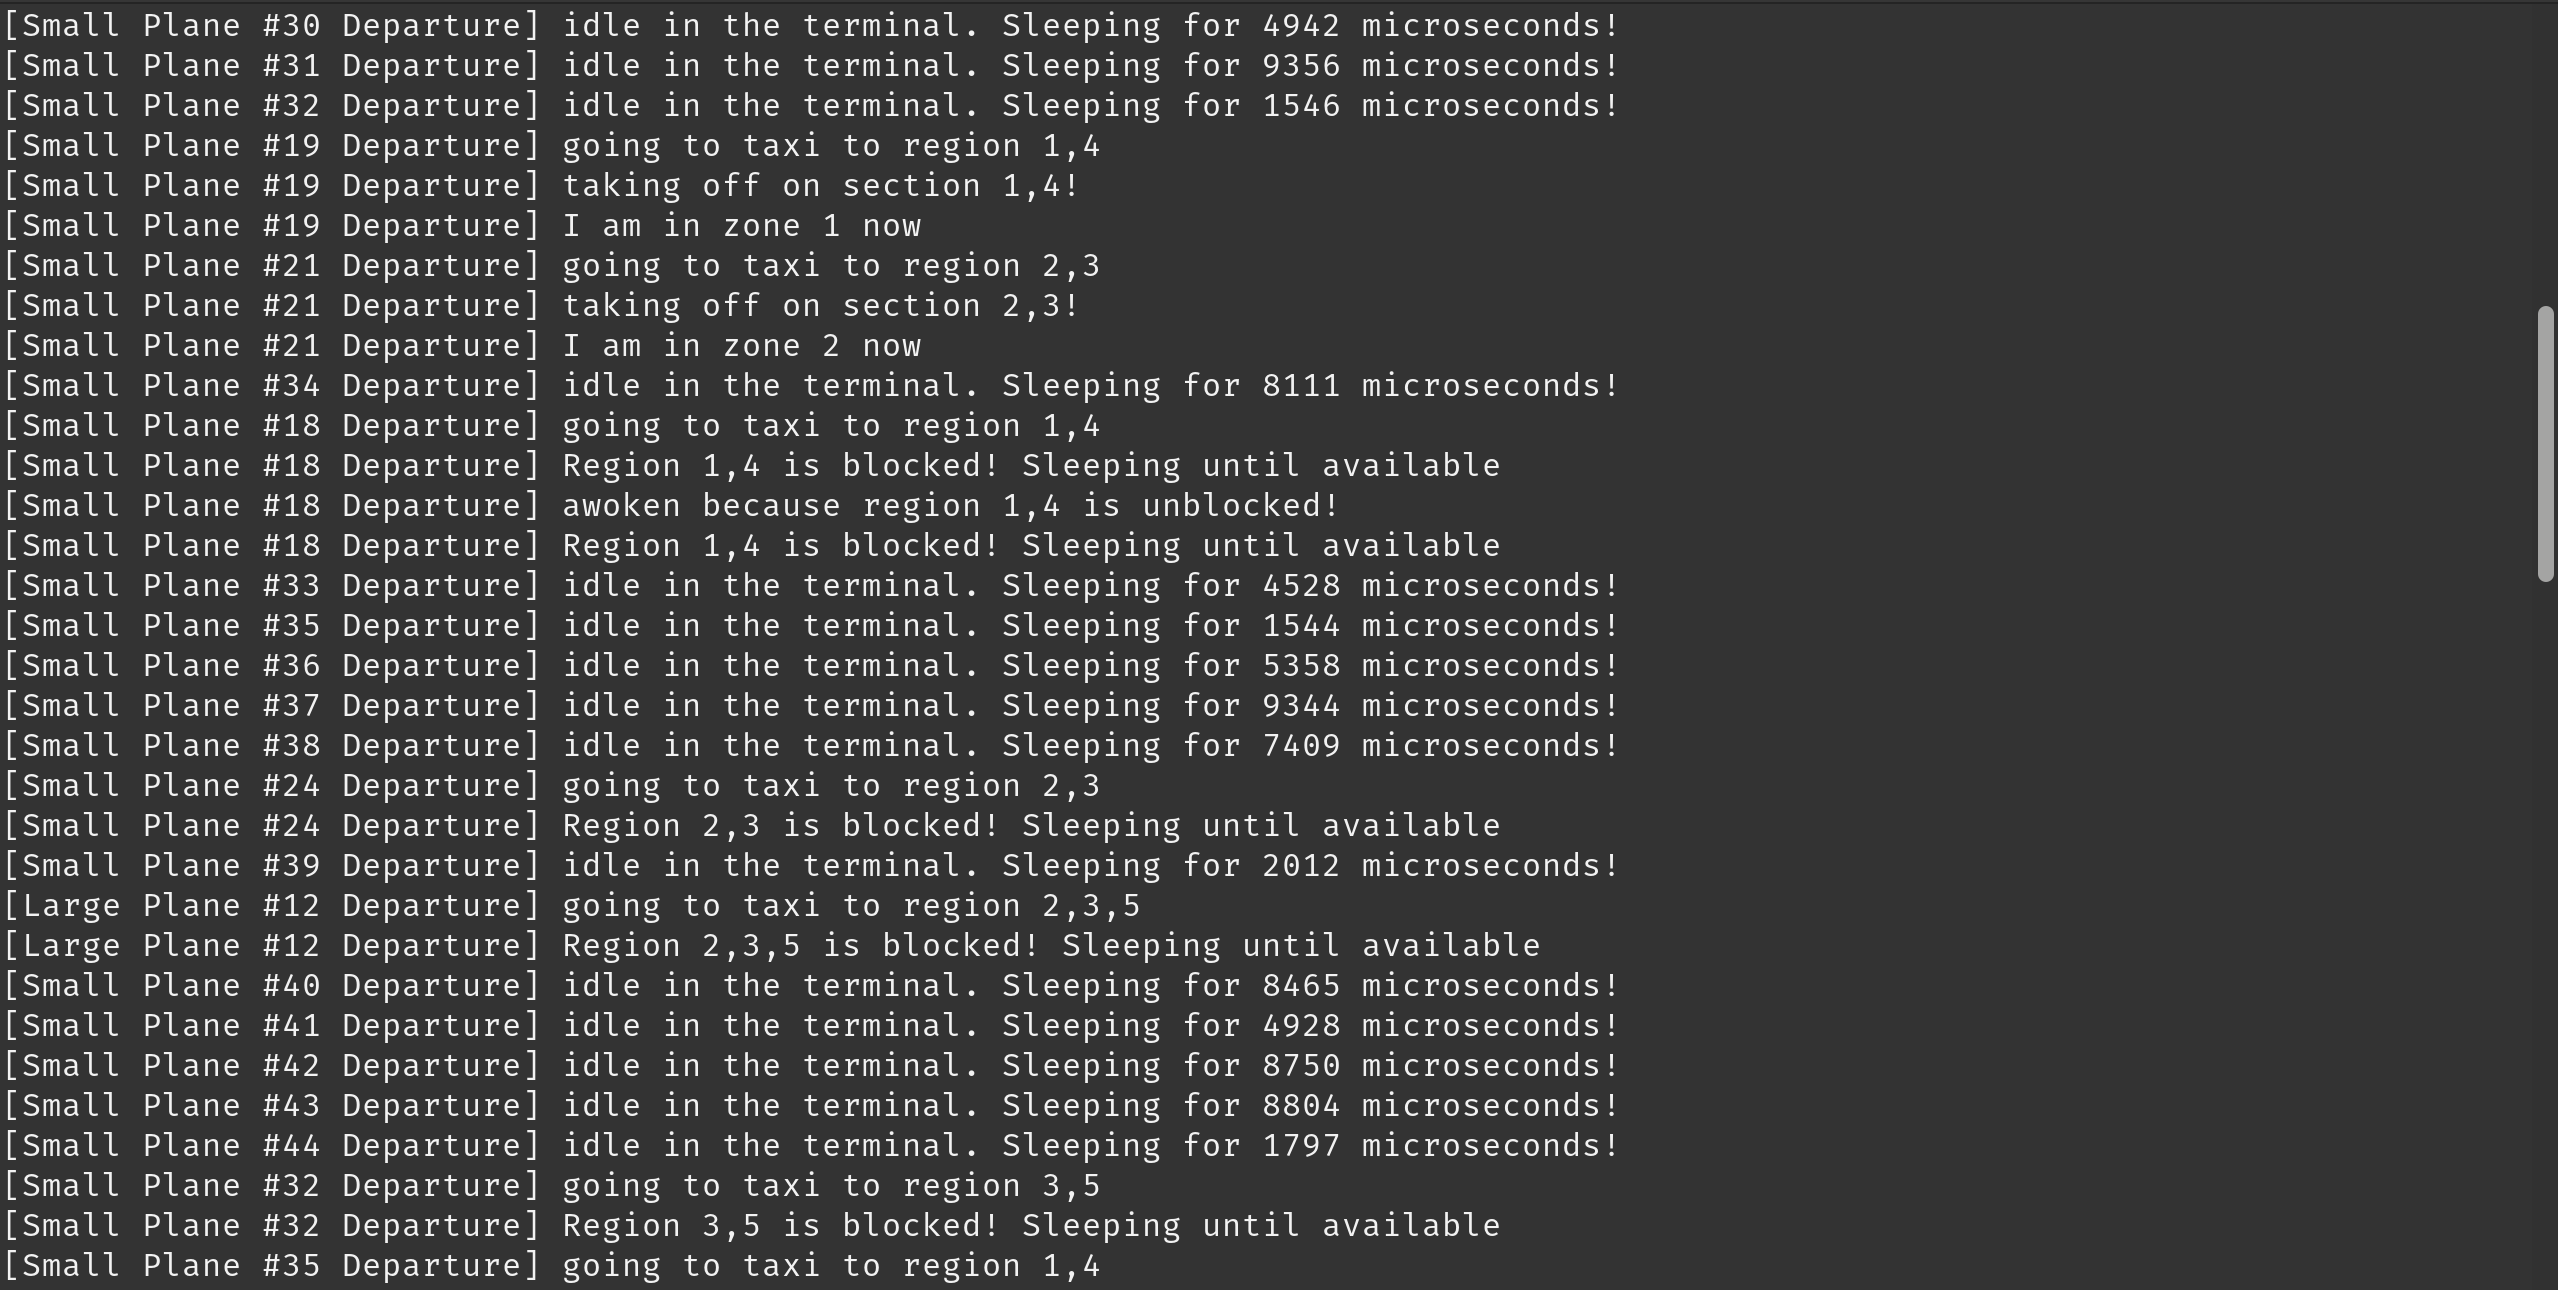 [Small Plane #30 Departure] idle in the terminal. Sleeping for 4942 microseconds!
[Small Plane #31 Departure] idle in the terminal. Sleeping for 9356 microseconds!
[Small Plane #32 Departure] idle in the terminal. Sleeping for 1546 microseconds!
[Small Plane #19 Departure] going to taxi to region 1,4
[Small Plane #19 Departure] taking off on section 1,4!
[Small Plane #19 Departure] I am in zone 1 now
[Small Plane #21 Departure] going to taxi to region 2,3
[Small Plane #21 Departure] taking off on section 2,3!
[Small Plane #21 Departure] I am in zone 2 now
[Small Plane #34 Departure] idle in the terminal. Sleeping for 8111 microseconds!
[Small Plane #18 Departure] going to taxi to region 1,4
[Small Plane #18 Departure] Region 1,4 is blocked! Sleeping until available
[Small Plane #18 Departure] awoken because region 1,4 is unblocked!
[Small Plane #18 Departure] Region 1,4 is blocked! Sleeping until available
[Small Plane #33 Departure] idle in the terminal. Sleeping for 4528 microseconds!
[Small Plane #35 Departure] idle in the terminal. Sleeping for 1544 microseconds!
[Small Plane #36 Departure] idle in the terminal. Sleeping for 5358 microseconds!
[Small Plane #37 Departure] idle in the terminal. Sleeping for 9344 microseconds!
[Small Plane #38 Departure] idle in the terminal. Sleeping for 7409 microseconds!
[Small Plane #24 Departure] going to taxi to region 2,3
[Small Plane #24 Departure] Region 2,3 is blocked! Sleeping until available
[Small Plane #39 Departure] idle in the terminal. Sleeping for 2012 microseconds!
[Large Plane #12 Departure] going to taxi to region 2,3,5
[Large Plane #12 Departure] Region 2,3,5 is blocked! Sleeping until available
[Small Plane #40 Departure] idle in the terminal. Sleeping for 8465 microseconds!
[Small Plane #41 Departure] idle in the terminal. Sleeping for 4928 microseconds!
[Small Plane #42 Departure] idle in the terminal. Sleeping for 8750 microseconds!
[Small Plane #43 Departure] idle in the terminal. Sleeping for 8804 microseconds!
[Small Plane #44 Departure] idle in the terminal. Sleeping for 1797 microseconds!
[Small Plane #32 Departure] going to taxi to region 3,5
[Small Plane #32 Departure] Region 3,5 is blocked! Sleeping until available
[Small Plane #35 Departure] going to taxi to region 1,4